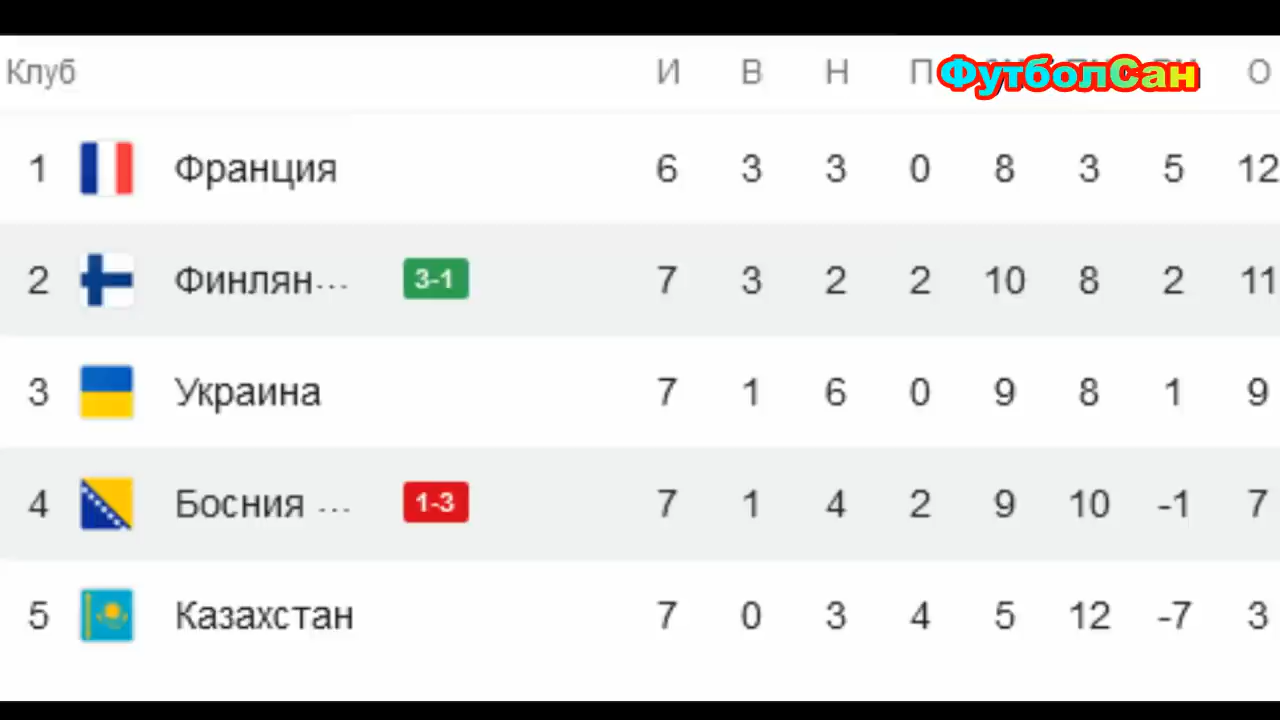 Клуб И В Н П ФутболСан О
1 Франция 6 3 3 0 8 3 5 12
2 Финлян... 3-1 7 3 2 2 10 8 2 11
3 Украина 7 1 6 0 9 8 1 9
4 Босния ... 1-3 7 1 4 2 9 10 -1 7
5 Казахстан 7 0 3 4 5 12 -7 3